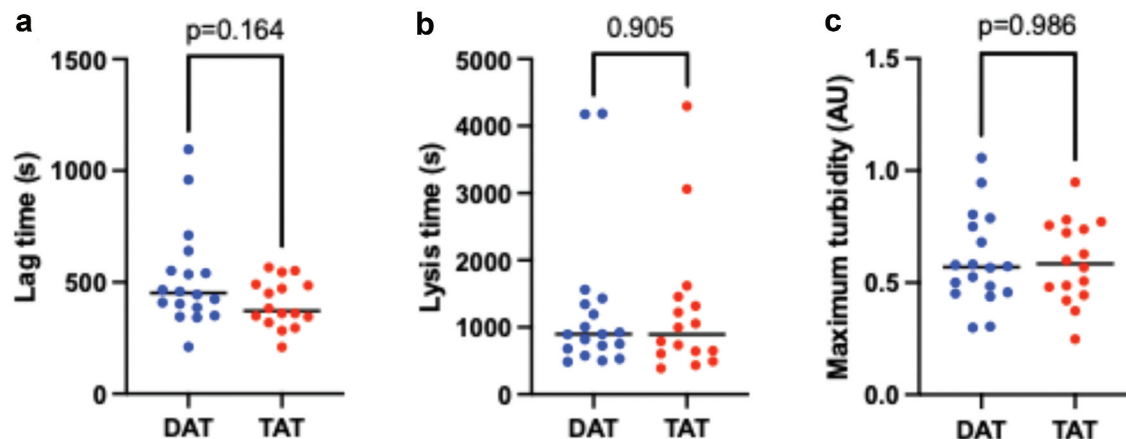 a
p=0.164
Lag time (s)
1500
1000
500
0
DAT
TAT
b
0.905
Lysis time (s)
5000
4000
3000
2000
1000
0
DAT
TAT
c
p=0.986
Maximum turbidity (AU)
1.5
1.0
0.5
0.0
DAT
TAT